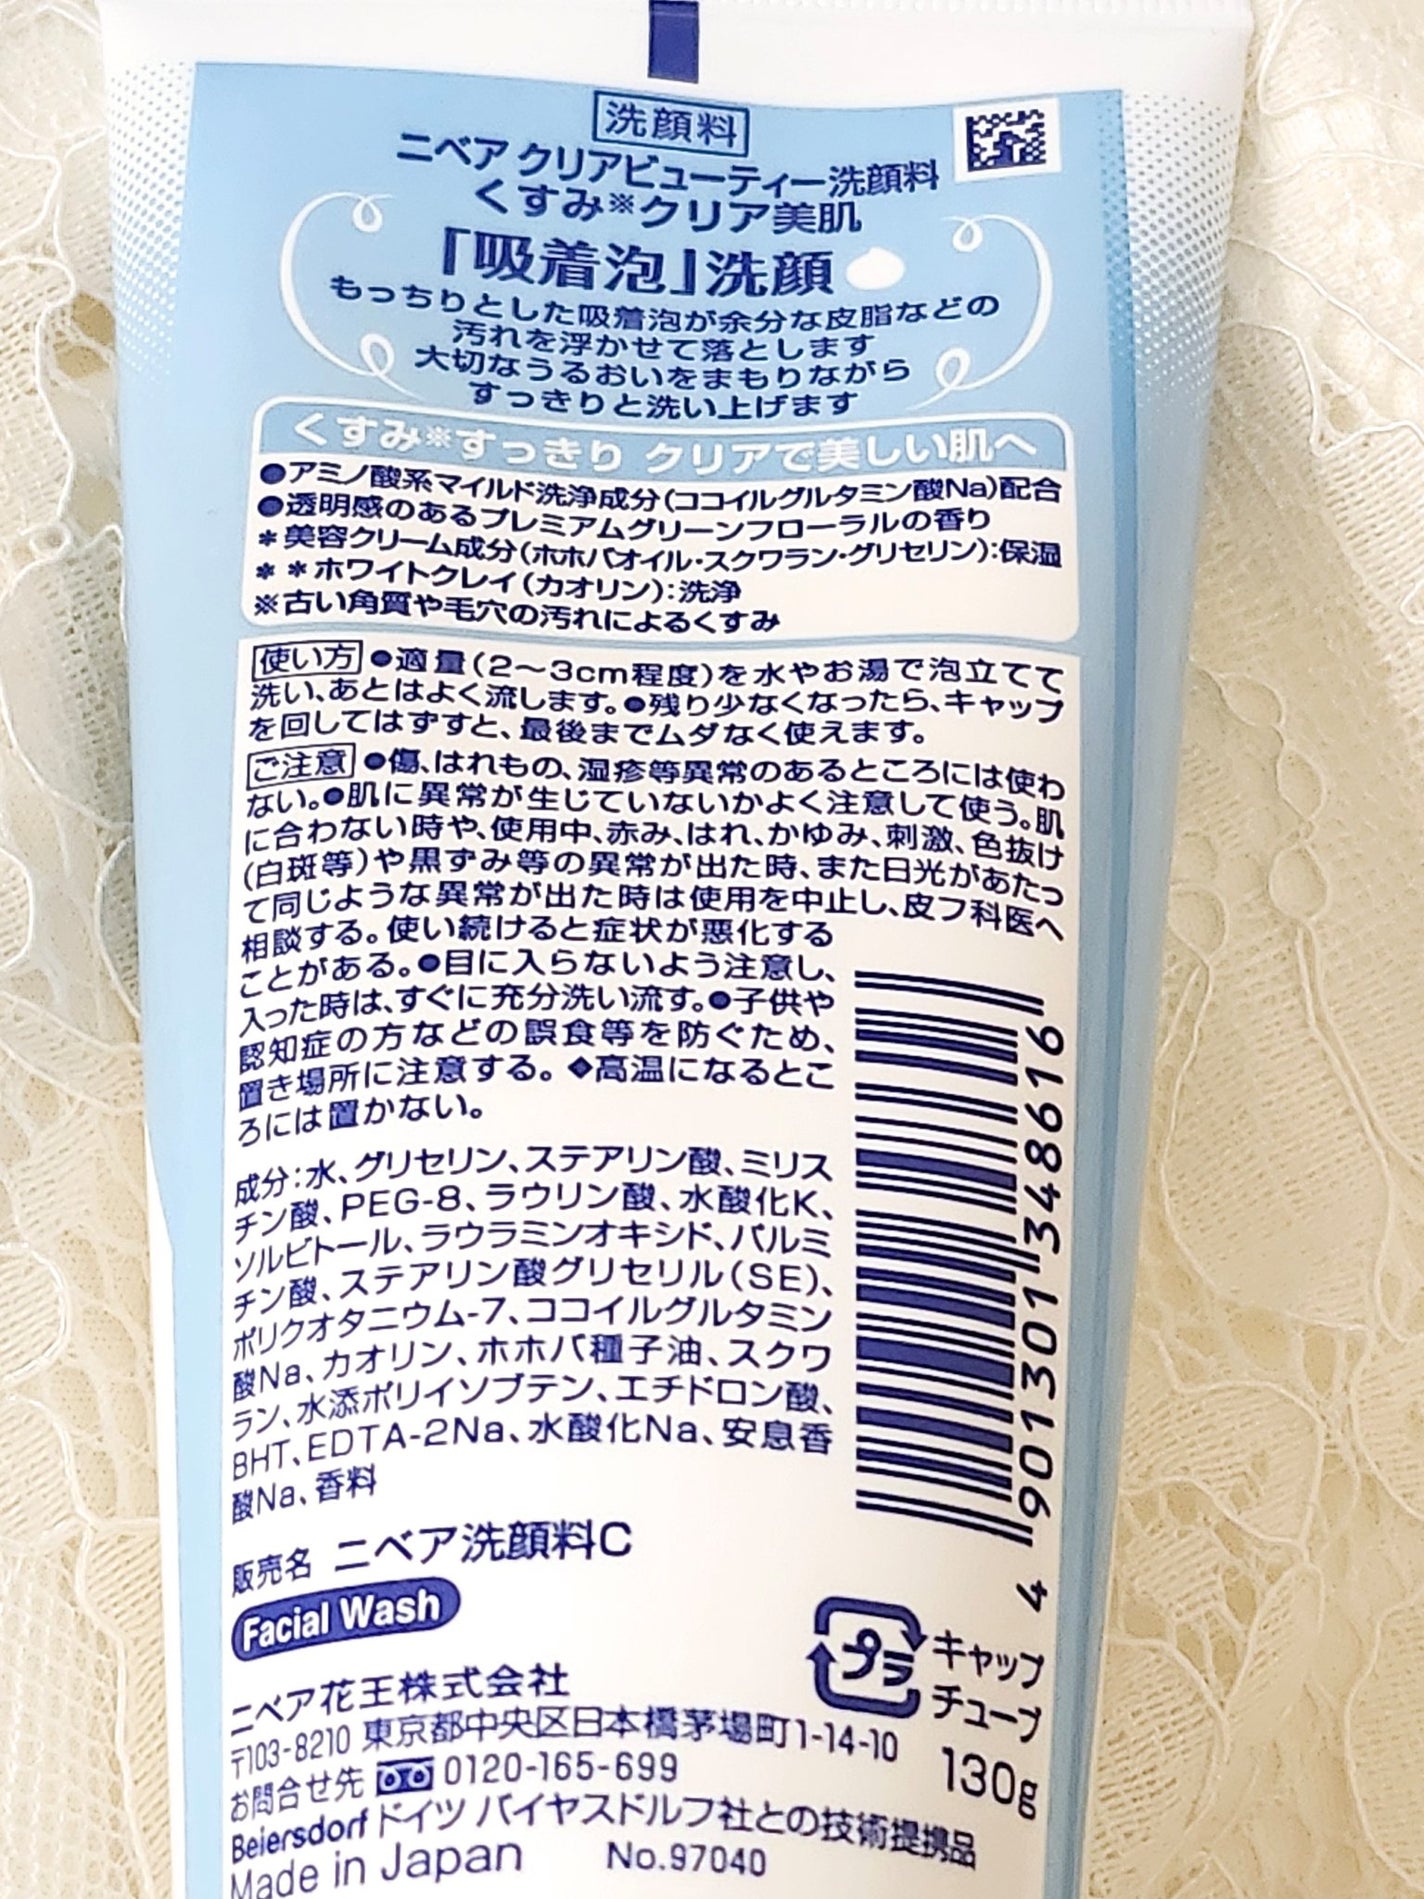 洗顔料
ニベア クリアビューティー洗顔料
くすみ※クリア美肌
「吸着泡」洗顔
もっちりとした吸着泡が余分な皮脂などの
汚れを浮かせて落とします
大切なうるおいをまもりながら
すっきりと洗い上げます
くすみ※すっきり クリアで美しい肌へ
●アミノ酸系マイルド洗浄成分(ココイルグルタミン酸Na)配合
●透明感のあるプレミアムグリーンフローラルの香り
＊美容クリーム成分(ホホバオイル・スクワラン・グリセリン):保湿
＊＊ホワイトクレイ(カオリン):洗浄
※古い角質や毛穴の汚れによるくすみ
使い方 ●適量(2〜3cm程度)を水やお湯で泡立てて
洗い、あとはよく流します。●残り少なくなったら、キャップ
を回してはずすと、最後までムダなく使えます。
ご注意 ●傷、はれもの、湿疹等異常のあるところには使わ
ない。●肌に異常が生じていないかよく注意して使う。肌
に合わない時や、使用中、赤み、はれ、かゆみ、刺激、色抜け
(白斑等)や黒ずみ等の異常が出た時、また日光があたっ
て同じような異常が出た時は使用を中止し、皮フ科医へ
相談する。使い続けると症状が悪化する
ことがある。●目に入らないよう注意し、
入った時は、すぐに充分洗い流す。●子供や
認知症の方などの誤食等を防ぐため、
置き場所に注意する。◆高温になるとこ
ろには置かない。
成分:水、グリセリン、ステアリン酸、ミリス
チン酸、PEG-8、ラウリン酸、水酸化K、
ソルビトール、ラウラミンオキシド、パルミ
チン酸、ステアリン酸グリセリル(SE)、
ポリクオタニウム-7、ココイルグルタミン
酸Na、カオリン、ホホバ種子油、スクワ
ラン、水添ポリイソブテン、エチドロン酸、
BHT、EDTA-2Na、水酸化Na、安息香
酸Na、香料
4 901301 348616
販売名 ニベア洗顔料C
Facial Wash
プラ
キャップ
チューブ
ニベア花王株式会社
〒103-8210 東京都中央区日本橋茅場町1-14-10
130g
お問合せ先 0120-165-699
Beiersdorf ドイツ バイヤスドルフ社との技術提携品
Made in Japan No.97040